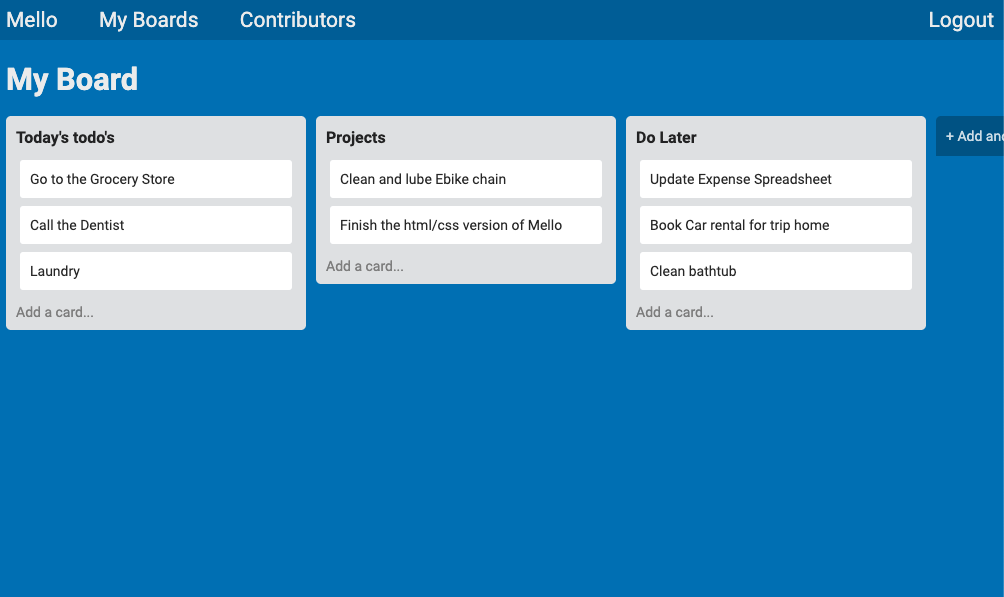 Mello My Boards Contributors Logout
My Board
Today's todo's
Go to the Grocery Store
Call the Dentist
Laundry
Add a card...
Projects
Clean and lube Ebike chain
Finish the html/css version of Mello
Add a card...
Do Later
Update Expense Spreadsheet
Book Car rental for trip home
Clean bathtub
Add a card...
+ Add